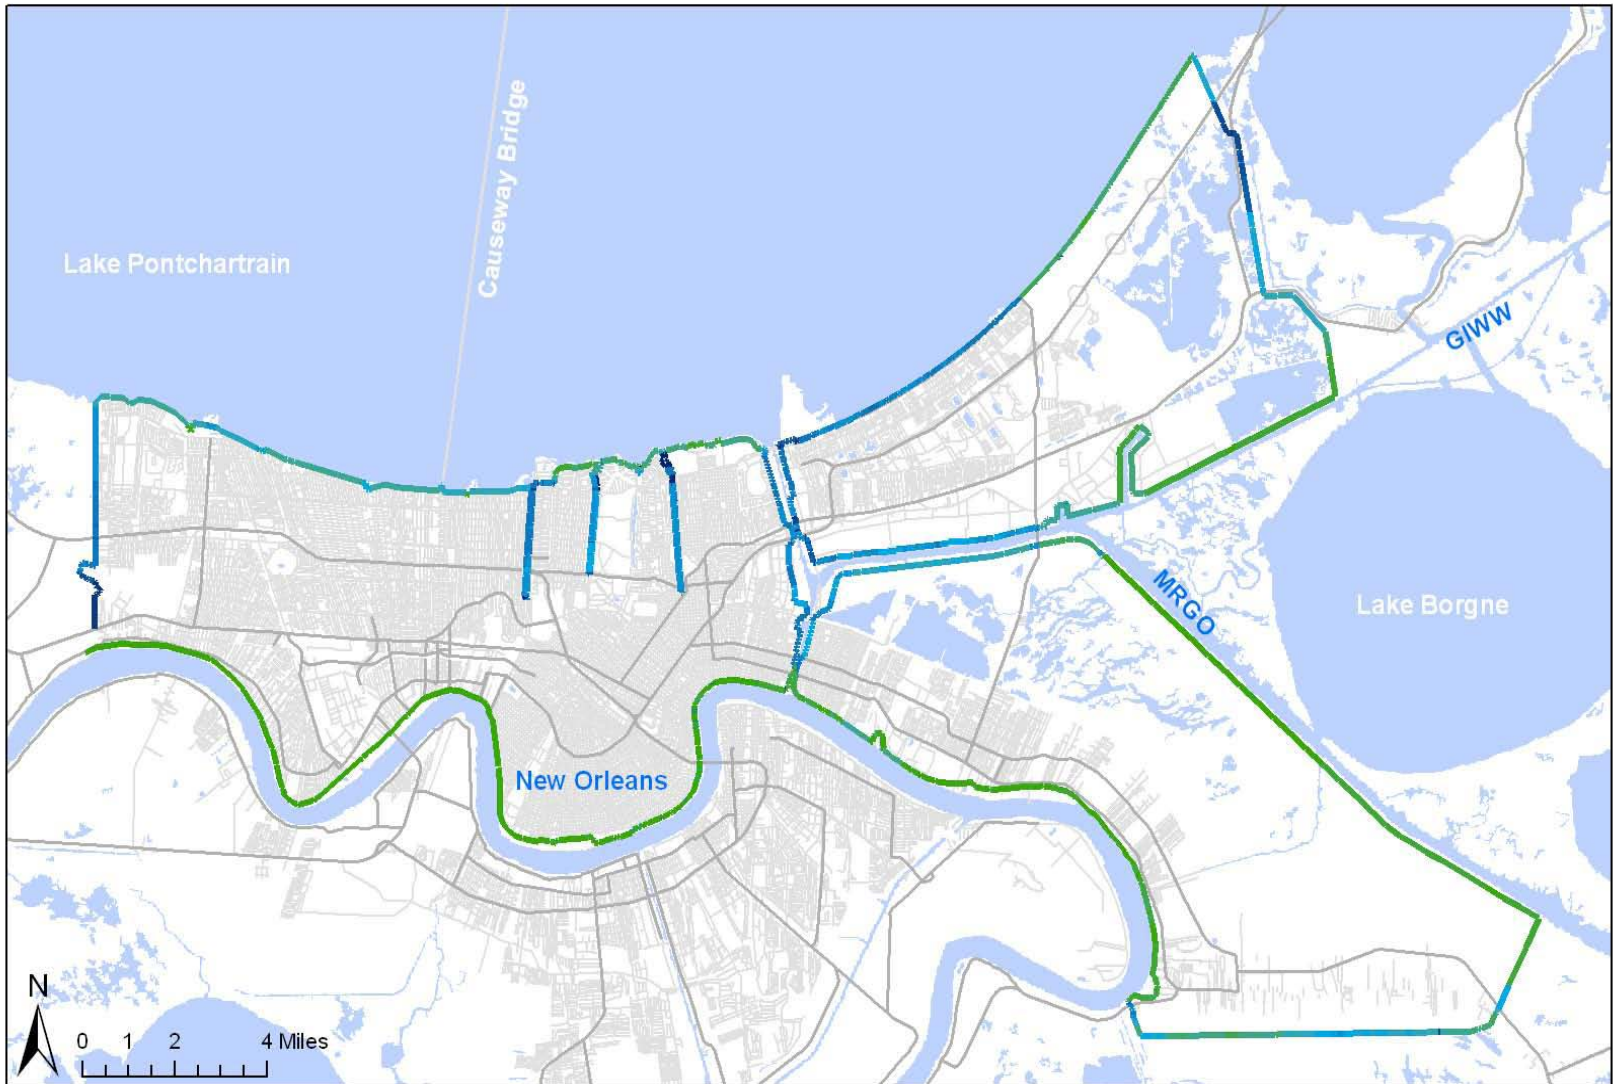 Causeway Bridge
Lake Pontchartrain
GIWW
MRGO
Lake Borgne
New Orleans
N
0 1 2 4 Miles